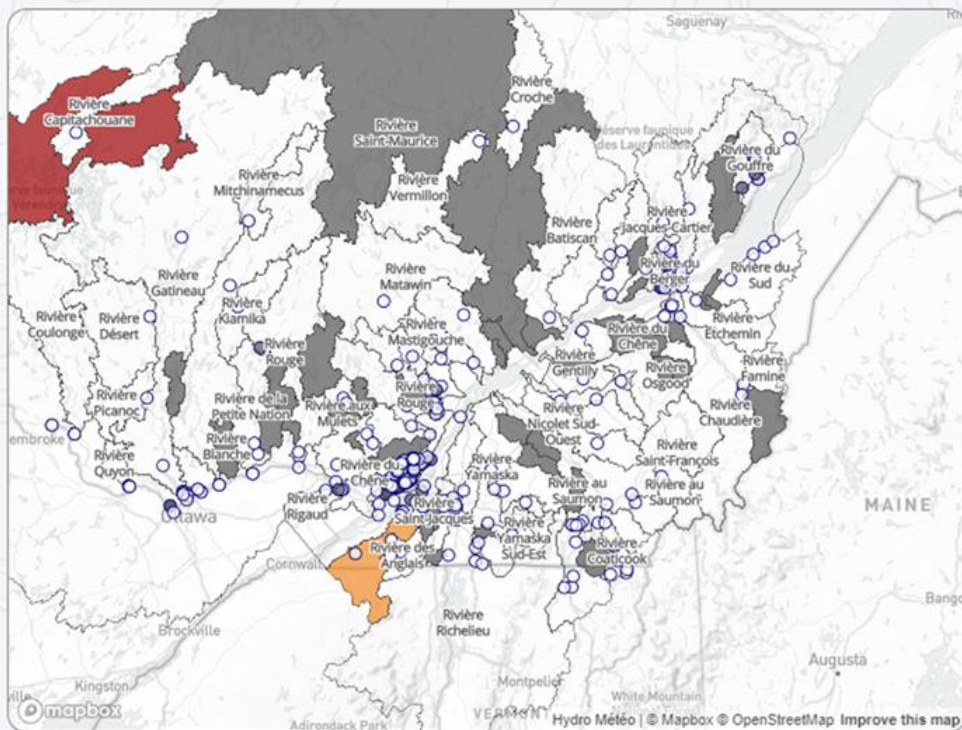 Saguenay
Rivière
Capitachouane
Rivière
Croche
Rivière
Saint-Maurice
Réserve faunique
des Laurentides
Rivière du
Gouffre
Rivière
Mitchinamecus
Rivière
Vermillon
Rivière
Batiscan
Rivière
Jacques-Cartier
Rivière
Gatineau
Rivière
Matawin
Rivière du
Berger
Rivière du
Sud
Rivière
Kiamika
Rivière
Coulonge
Rivière
Désert
Rivière
Mastigouche
Rivière
Etchemin
Rivière du
Chêne
Rivière
Rouge
Rivière
Gentilly
Rivière
Osgood
Rivière
Famine
Rivière
Picanoc
Rivière de la
Petite Nation
Rivière aux
Mulets
Rivière
Rouge
Rivière
Nicolet Sud-
Ouest
Rivière
Chaudière
embroke
Rivière
Blanche
Rivière
Quyon
Rivière du
Chêne
Rivière
Yamaska
Rivière
Saint-François
Rivière au
Saumon
Rivière au
Saumon
MAINE
Ottawa
Rivière
Rigaud
Rivière
Saint-Jacques
Rivière
Yamaska
Sud-Est
Rivière
Coaticook
Cornwall
Rivière des
Anglais
Brockville
Rivière
Richelieu
Bango
Kingston
Montpelier
Augusta
White Mountain
VERMONT
Adirondack Park
mapbox
Hydro Météo | © Mapbox © OpenStreetMap Improve this map